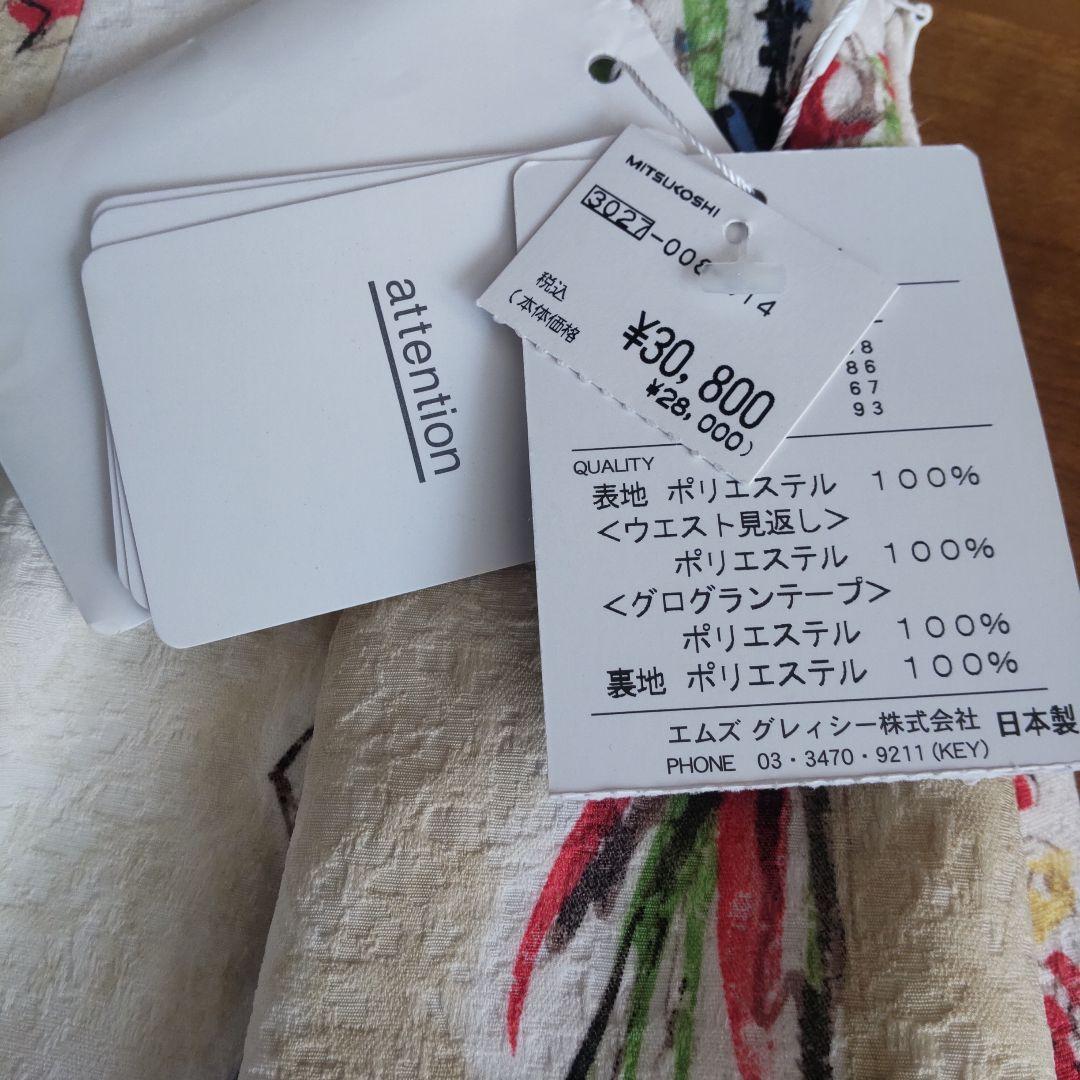 attention
MITSUKOSHI
3027-008 14
税込 ¥30,800
(本体価格 ¥28,000)
86
67
93
QUALITY
表地 ポリエステル 100%
<ウエスト見返し>
ポリエステル 100%
<グログランテープ>
ポリエステル 100%
裏地 ポリエステル 100%
エムズ グレィシー株式会社 日本製
PHONE 03・3470・9211(KEY)